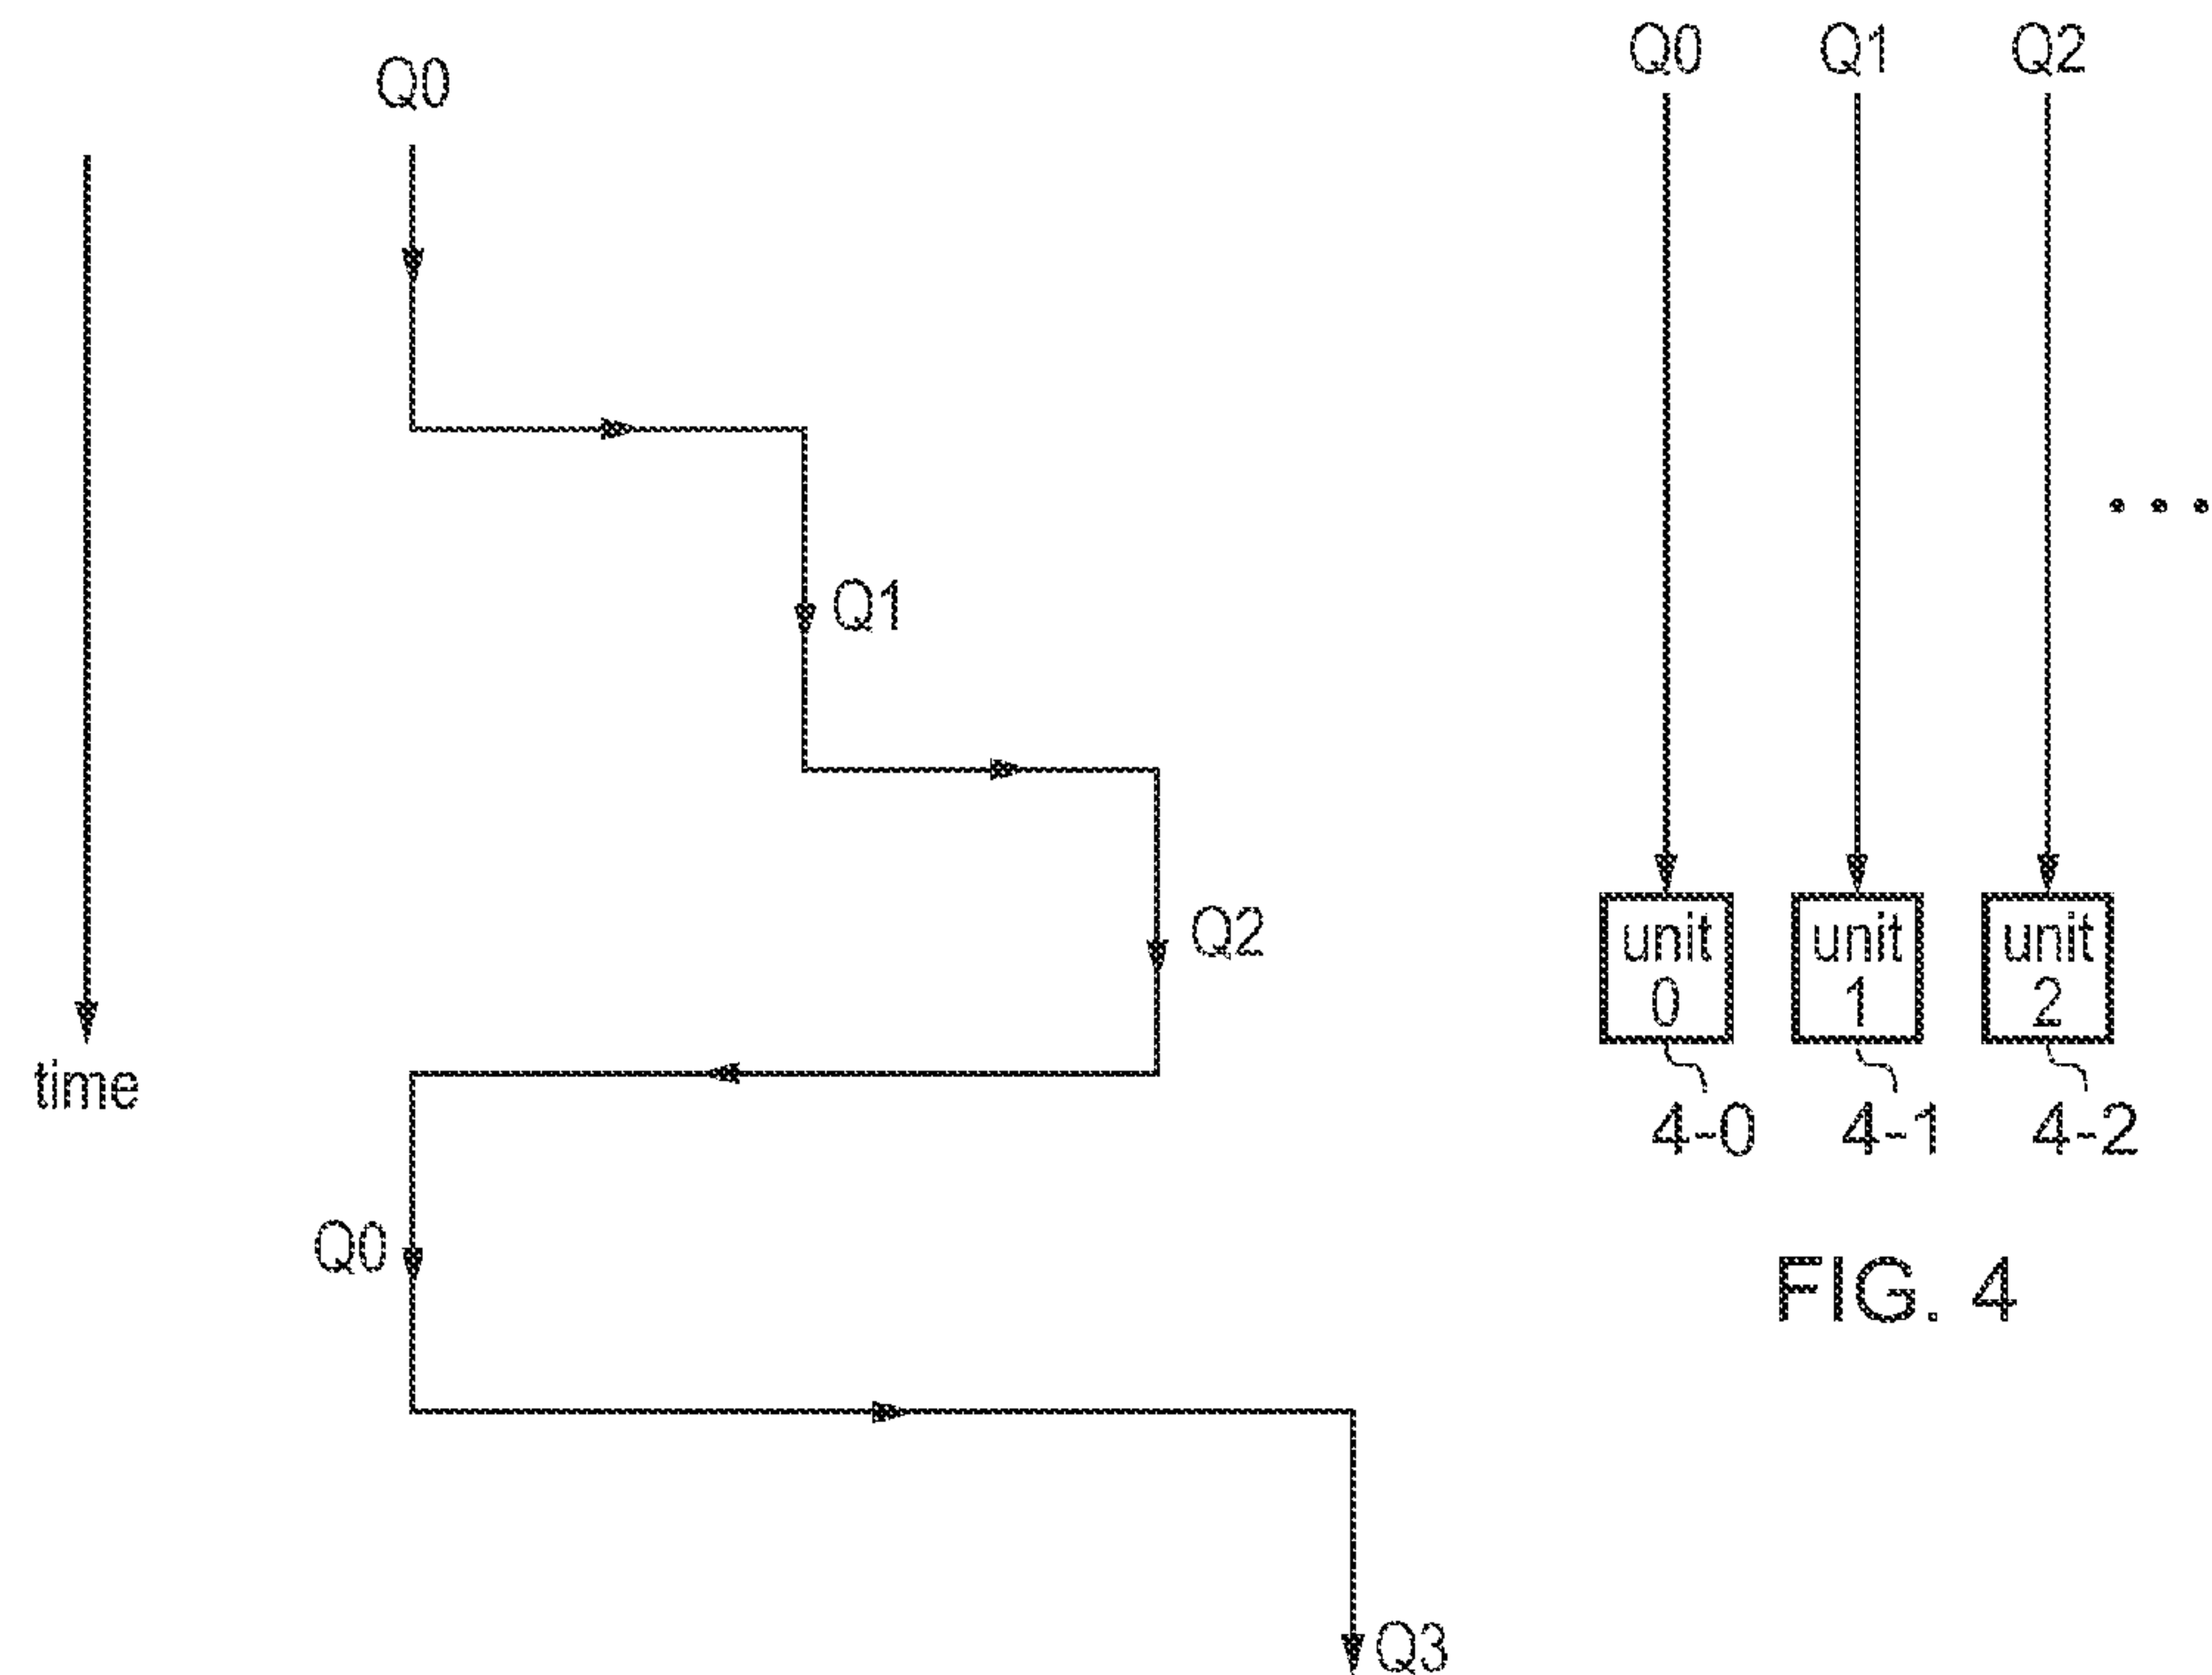 Q0
Q1
Q2
Q0
Q3
time
Q0 Q1 Q2
...
unit 0
unit 1
unit 2
4-0 4-1 4-2
FIG. 4